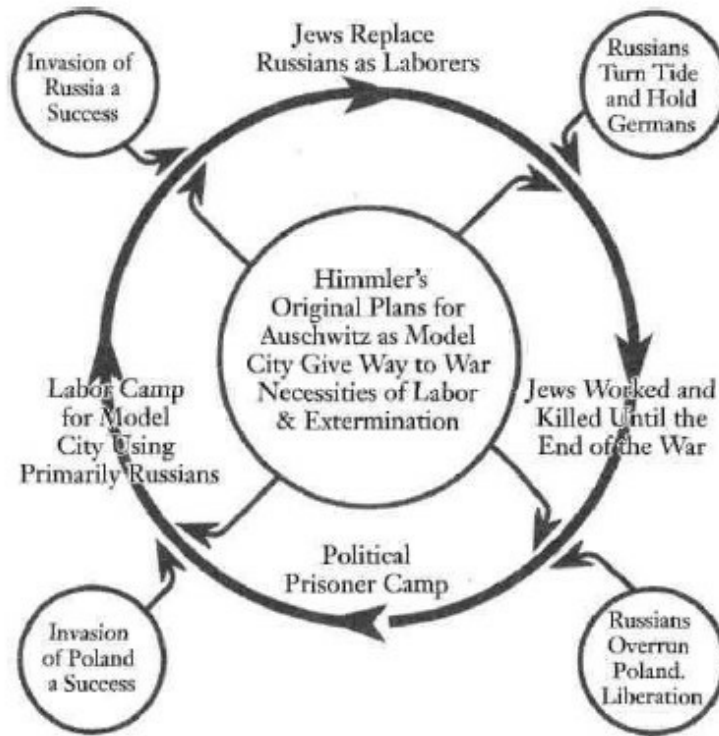 Jews Replace
Russians as Laborers
Invasion of
Russia a
Success
Russians
Turn Tide
and Hold
Germans
Himmler's
Original Plans for
Auschwitz as Model
City Give Way to War
Necessities of Labor
& Extermination
Labor Camp
for Model
City Using
Primarily Russians
Jews Worked and
Killed Until the
End of the War
Political
Prisoner Camp
Invasion
of Poland
a Success
Russians
Overrun
Poland.
Liberation